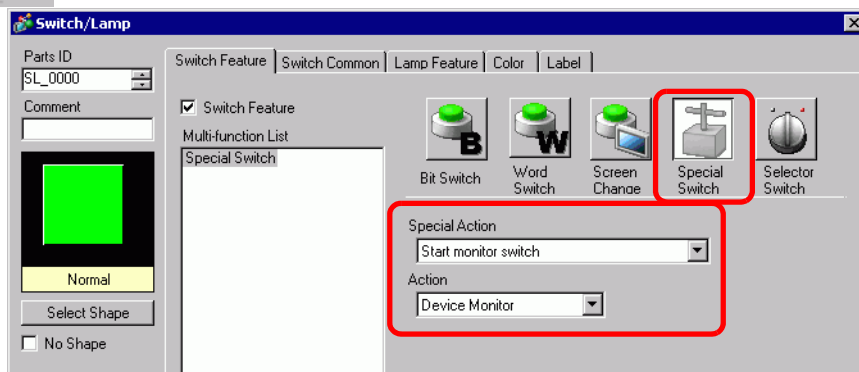 Switch/Lamp
Parts ID
SL_0000
Comment
Normal
Select Shape
No Shape
Switch Feature Switch Common Lamp Feature Color Label
Switch Feature
Multi-function List
Special Switch
B
W
Bit Switch
Word
Switch
Screen
Change
Special
Switch
Selector
Switch
Special Action
Start monitor switch
Action
Device Monitor